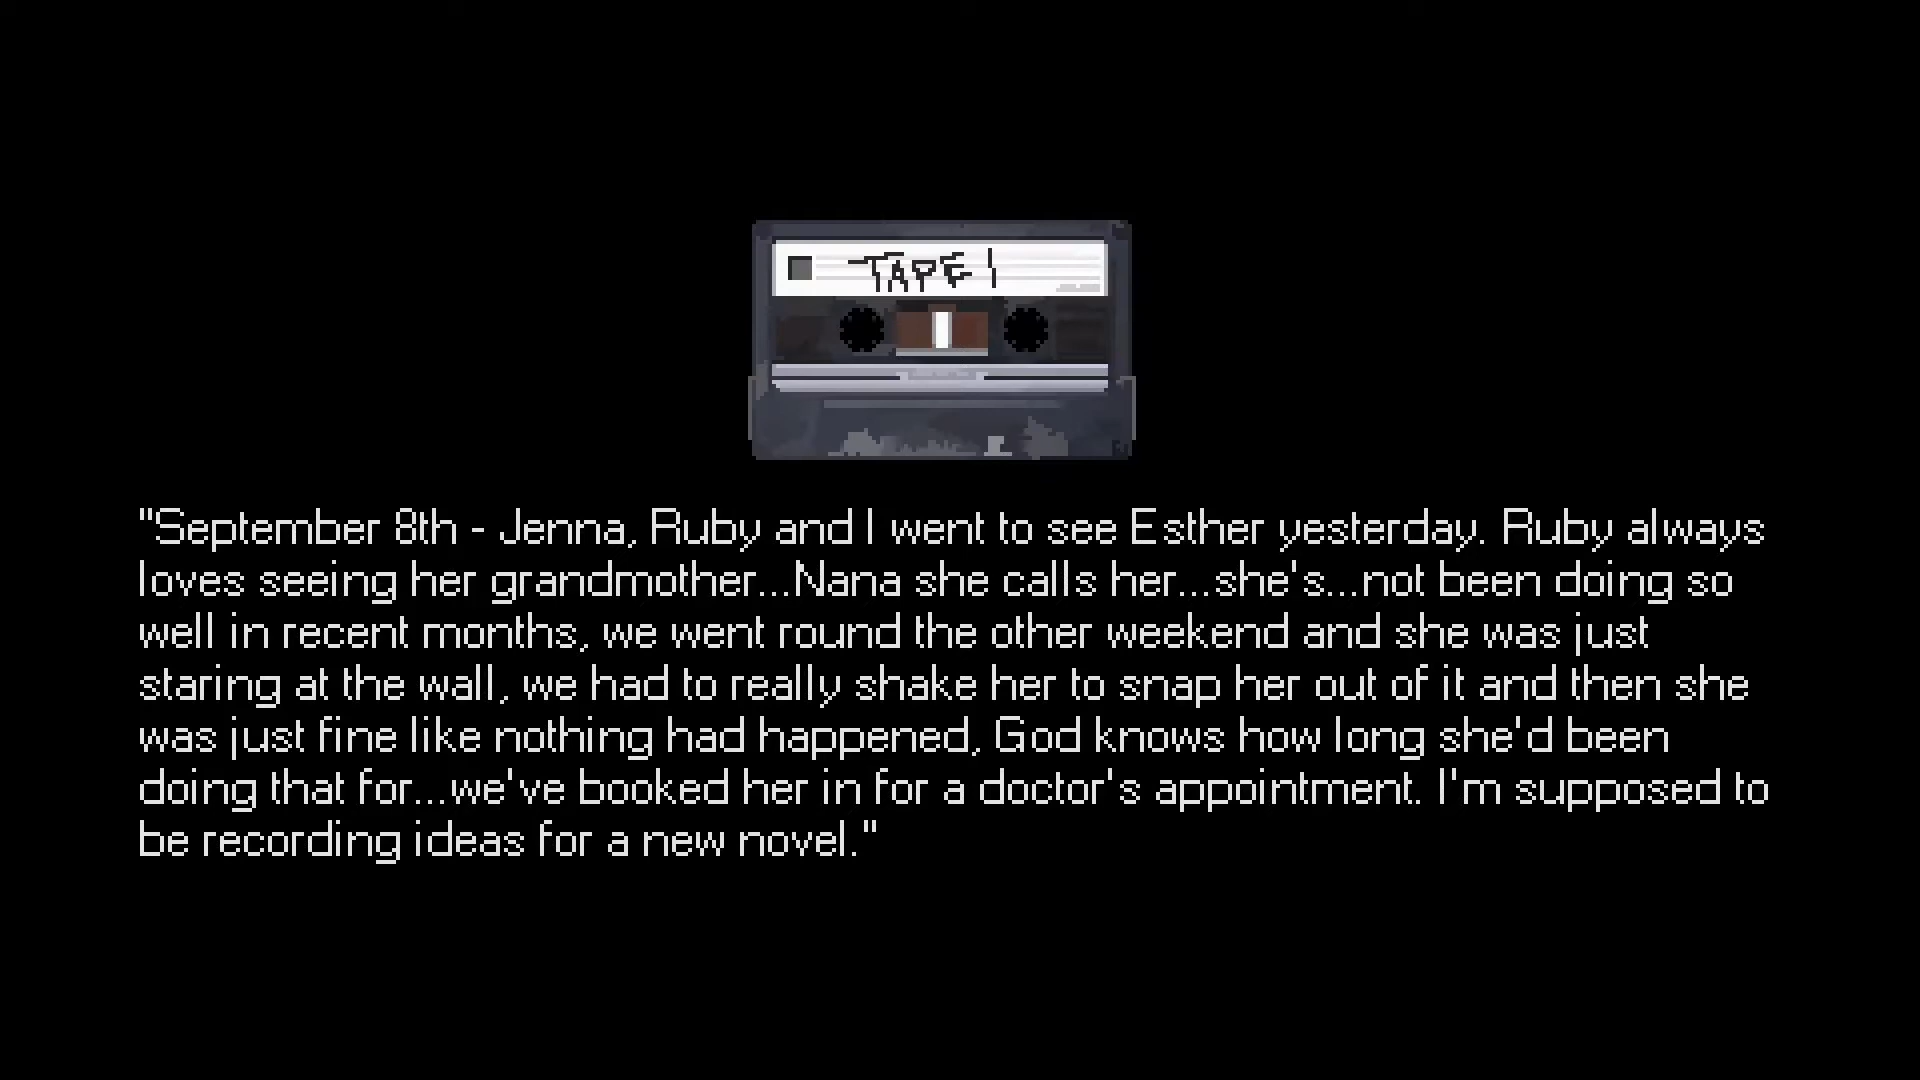 TAPE 1
"September 8th - Jenna, Ruby and I went to see Esther yesterday. Ruby always
loves seeing her grandmother...Nana she calls her...she's...not been doing so
well in recent months, we went round the other weekend and she was just
staring at the wall, we had to really shake her to snap her out of it and then she
was just fine like nothing had happened, God knows how long she'd been
doing that for...we've booked her in for a doctor's appointment. I'm supposed to
be recording ideas for a new novel."